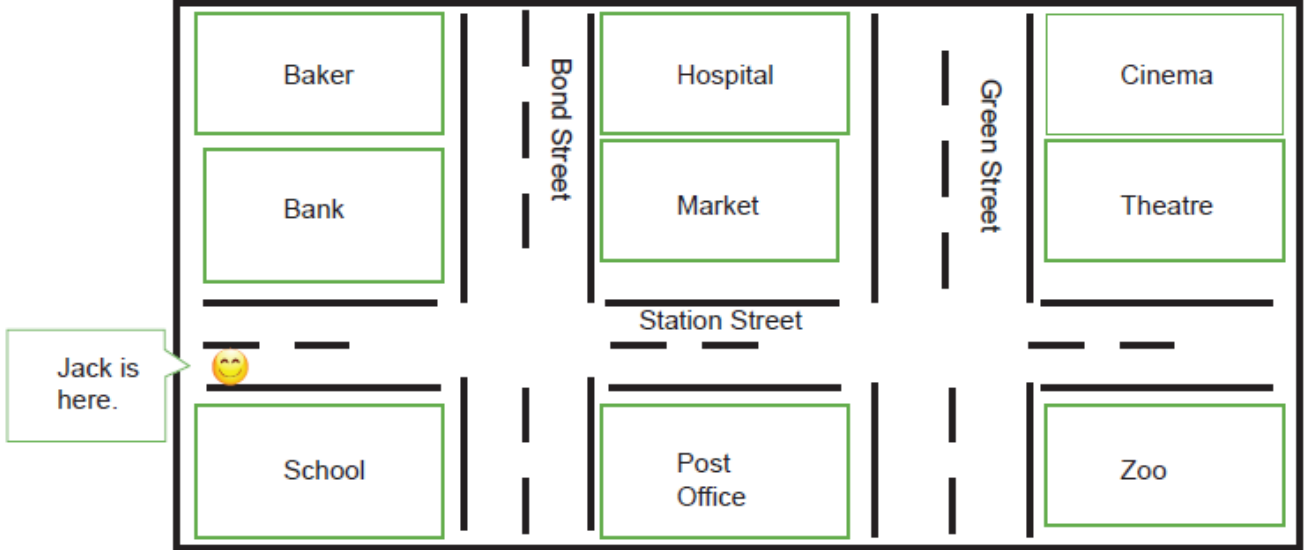 Baker
Bond Street
Hospital
Green Street
Cinema
Bank
Market
Theatre
Station Street
Jack is
here.
School
Post
Office
Zoo